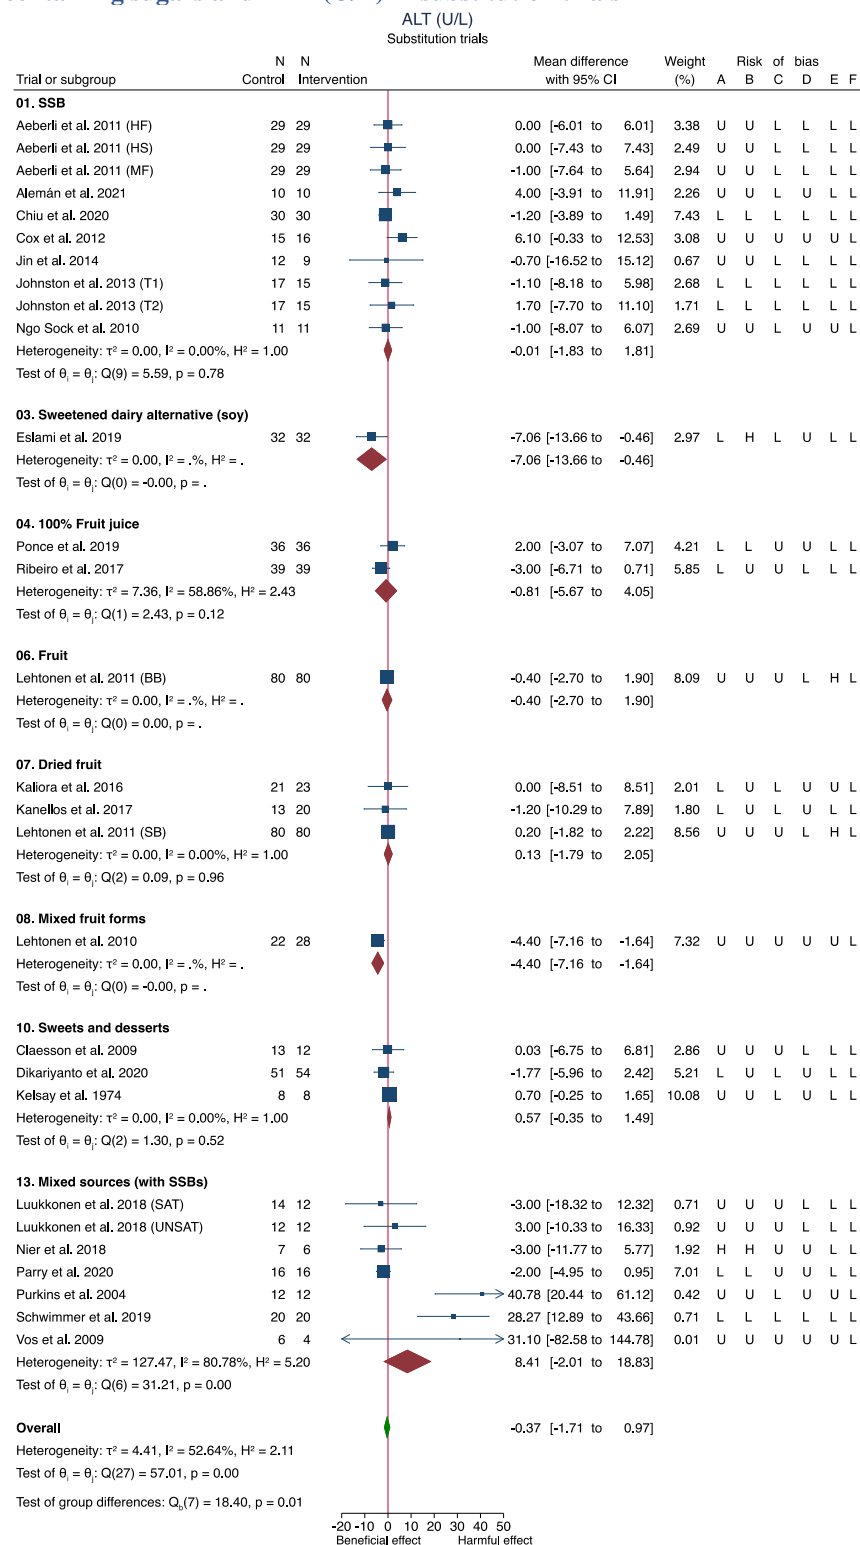 ALT (U/L)
Substitution trials
N N Mean difference Weight Risk of bias
Trial or subgroup Control Intervention with 95% CI (%) A B C D E F
01. SSB
Aeberli et al. 2011 (HF) 29 29 0.00 [-6.01 to 6.01] 3.38 U U L L L L
Aeberli et al. 2011 (HS) 29 29 0.00 [-7.43 to 7.43] 2.49 U U L L L L
Aeberli et al. 2011 (MF) 29 29 -1.00 [-7.64 to 5.64] 2.94 U U L L L L
Alemán et al. 2021 10 10 4.00 [-3.91 to 11.91] 2.26 U U L U L L
Chiu et al. 2020 30 30 -1.20 [-3.89 to 1.49] 7.43 L L L L L L
Cox et al. 2012 15 16 6.10 [-0.33 to 12.53] 3.08 U U U U U L
Jin et al. 2014 12 9 -0.70 [-16.52 to 15.12] 0.67 U U L L L L
Johnston et al. 2013 (T1) 17 15 -1.10 [-8.18 to 5.98] 2.68 L L L L L L
Johnston et al. 2013 (T2) 17 15 1.70 [-7.70 to 11.10] 1.71 L L L L L L
Ngo Sock et al. 2010 11 11 -1.00 [-8.07 to 6.07] 2.69 U U L U U L
Heterogeneity: τ² = 0.00, I² = 0.00%, H² = 1.00 -0.01 [-1.83 to 1.81]
Test of θᵢ = θⱼ: Q(9) = 5.59, p = 0.78
03. Sweetened dairy alternative (soy)
Eslami et al. 2019 32 32 -7.06 [-13.66 to -0.46] 2.97 L H L U L L
Heterogeneity: τ² = 0.00, I² = .%, H² = . -7.06 [-13.66 to -0.46]
Test of θᵢ = θⱼ: Q(0) = -0.00, p = .
04. 100% Fruit juice
Ponce et al. 2019 36 36 2.00 [-3.07 to 7.07] 4.21 L L U U L L
Ribeiro et al. 2017 39 39 -3.00 [-6.71 to 0.71] 5.85 L U U L L L
Heterogeneity: τ² = 7.36, I² = 58.86%, H² = 2.43 -0.81 [-5.67 to 4.05]
Test of θᵢ = θⱼ: Q(1) = 2.43, p = 0.12
06. Fruit
Lehtonen et al. 2011 (BB) 80 80 -0.40 [-2.70 to 1.90] 8.09 U U U L H L
Heterogeneity: τ² = 0.00, I² = .%, H² = . -0.40 [-2.70 to 1.90]
Test of θᵢ = θⱼ: Q(0) = 0.00, p = .
07. Dried fruit
Kaliora et al. 2016 21 23 0.00 [-8.51 to 8.51] 2.01 L U L U U L
Kanellos et al. 2017 13 20 -1.20 [-10.29 to 7.89] 1.80 L U L U L L
Lehtonen et al. 2011 (SB) 80 80 0.20 [-1.82 to 2.22] 8.56 U U U L H L
Heterogeneity: τ² = 0.00, I² = 0.00%, H² = 1.00 0.13 [-1.79 to 2.05]
Test of θᵢ = θⱼ: Q(2) = 0.09, p = 0.96
08. Mixed fruit forms
Lehtonen et al. 2010 22 28 -4.40 [-7.16 to -1.64] 7.32 U U U U U L
Heterogeneity: τ² = 0.00, I² = .%, H² = . -4.40 [-7.16 to -1.64]
Test of θᵢ = θⱼ: Q(0) = -0.00, p = .
10. Sweets and desserts
Claesson et al. 2009 13 12 0.03 [-6.75 to 6.81] 2.86 U U U L L L
Dikariyanto et al. 2020 51 54 -1.77 [-5.96 to 2.42] 5.21 L U L U L L
Kelsay et al. 1974 8 8 0.70 [-0.25 to 1.65] 10.08 U U L U L L
Heterogeneity: τ² = 0.00, I² = 0.00%, H² = 1.00 0.57 [-0.35 to 1.49]
Test of θᵢ = θⱼ: Q(2) = 1.30, p = 0.52
13. Mixed sources (with SSBs)
Luukkonen et al. 2018 (SAT) 14 12 -3.00 [-18.32 to 12.32] 0.71 U U U L L L
Luukkonen et al. 2018 (UNSAT) 12 12 3.00 [-10.33 to 16.33] 0.92 U U U L L L
Nier et al. 2018 7 6 -3.00 [-11.77 to 5.77] 1.92 H H U U L L
Parry et al. 2020 16 16 -2.00 [-4.95 to 0.95] 7.01 L L U U L L
Purkins et al. 2004 12 12 40.78 [20.44 to 61.12] 0.42 U U L U U L
Schwimmer et al. 2019 20 20 28.27 [12.89 to 43.66] 0.71 L L L L L L
Vos et al. 2009 6 4 31.10 [-82.58 to 144.78] 0.01 U U U U U L
Heterogeneity: τ² = 127.47, I² = 80.78%, H² = 5.20 8.41 [-2.01 to 18.83]
Test of θᵢ = θⱼ: Q(6) = 31.21, p = 0.00
Overall -0.37 [-1.71 to 0.97]
Heterogeneity: τ² = 4.41, I² = 52.64%, H² = 2.11
Test of θᵢ = θⱼ: Q(27) = 57.01, p = 0.00
Test of group differences: Q_b(7) = 18.40, p = 0.01
-20 -10 0 10 20 30 40 50
Beneficial effect Harmful effect